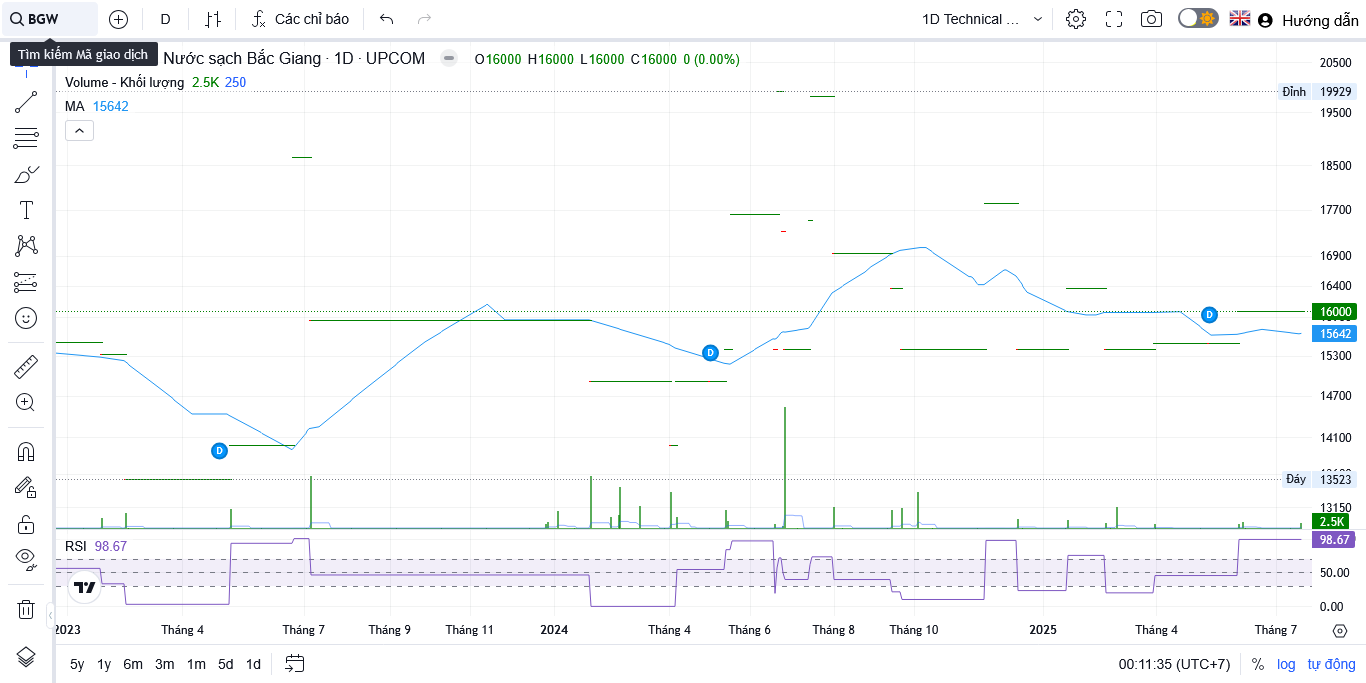 BGW
D
Các chỉ báo
1D Technical ...
Hướng dẫn
Tìm kiếm Mã giao dịch
Nước sạch Bắc Giang · 1D · UPCOM
O16000 H16000 L16000 C16000 0 (0.00%)
Volume - Khối lượng 2.5K 250
MA 15642
20500
Đỉnh 19929
19500
18500
17700
16900
16400
16000
15642
15300
14700
14100
Đáy 13523
13150
2.5K
D
D
D
RSI 98.67
98.67
50.00
0.00
2023
Tháng 4
Tháng 7
Tháng 9
Tháng 11
2024
Tháng 4
Tháng 6
Tháng 8
Tháng 10
2025
Tháng 4
Tháng 7
5y 1y 6m 3m 1m 5d 1d
00:11:35 (UTC+7)
% log tự động